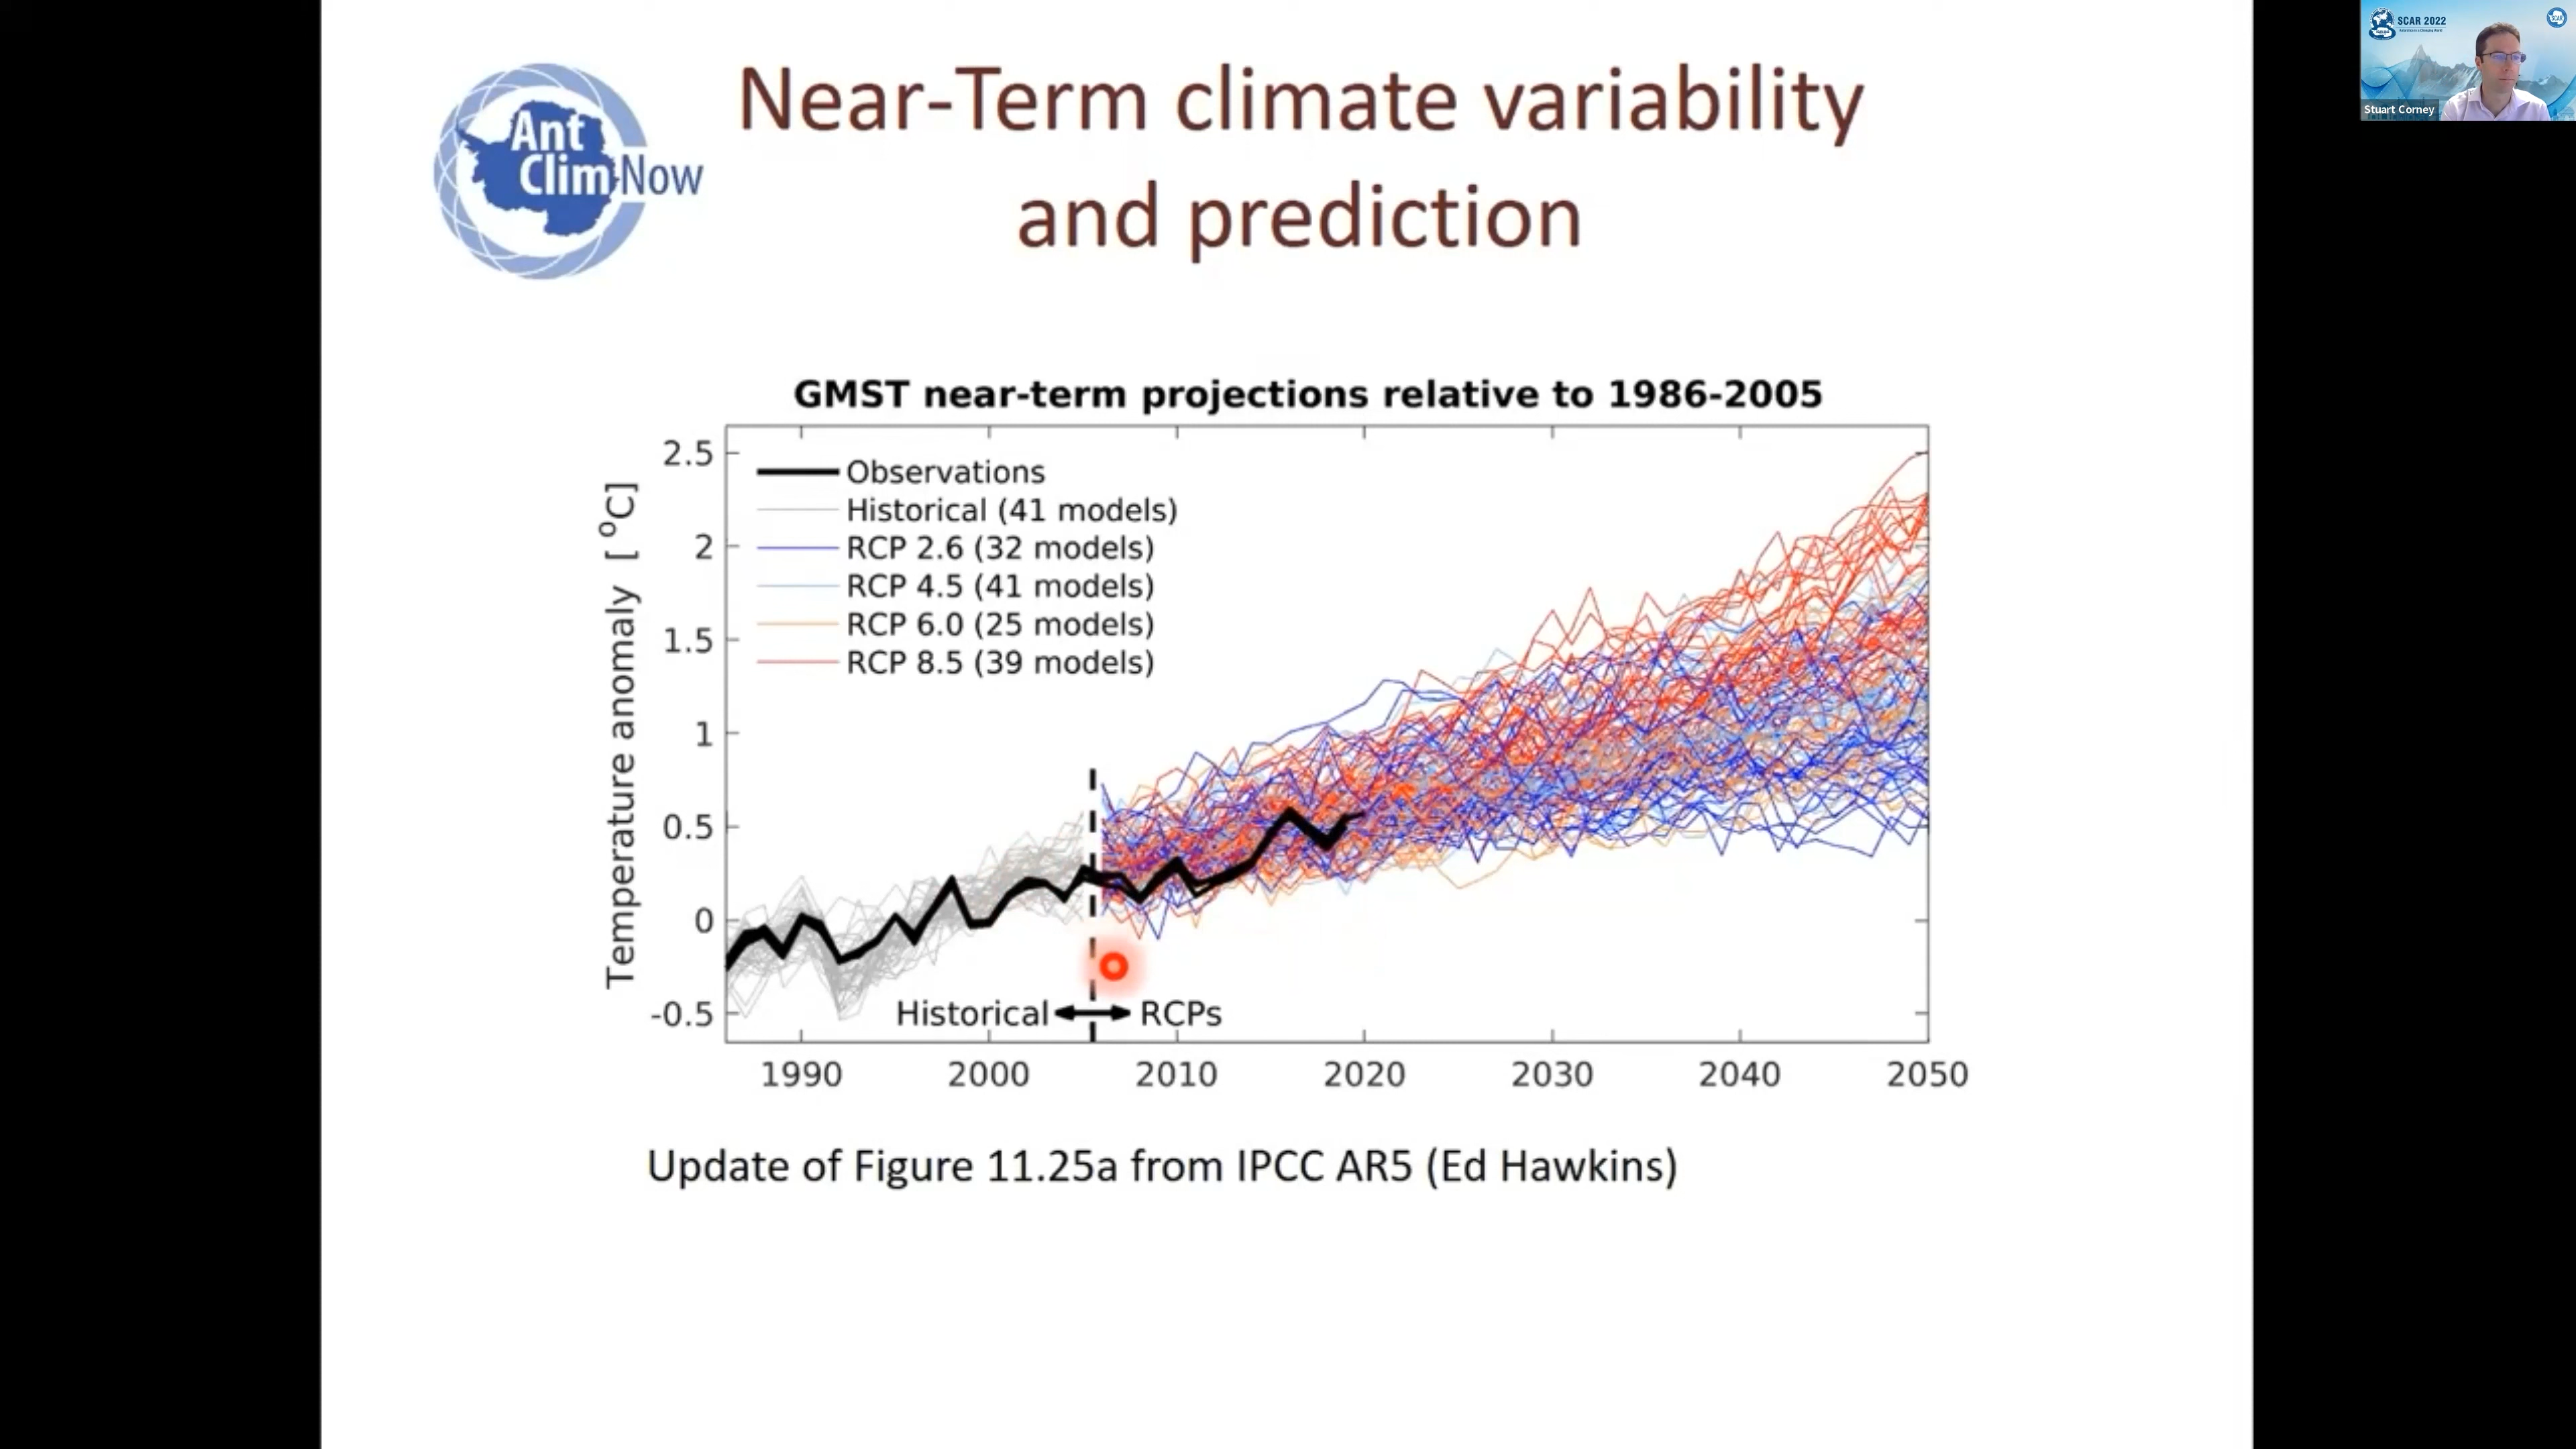 Near-Term climate variability
and prediction
Ant
Clim Now
SCAR 2022
Stuart Corney
GMST near-term projections relative to 1986-2005
Temperature anomaly [ °C]
2.5
2
1.5
1
0.5
0
-0.5
Observations
Historical (41 models)
RCP 2.6 (32 models)
RCP 4.5 (41 models)
RCP 6.0 (25 models)
RCP 8.5 (39 models)
Historical RCPs
1990 2000 2010 2020 2030 2040 2050
Update of Figure 11.25a from IPCC AR5 (Ed Hawkins)